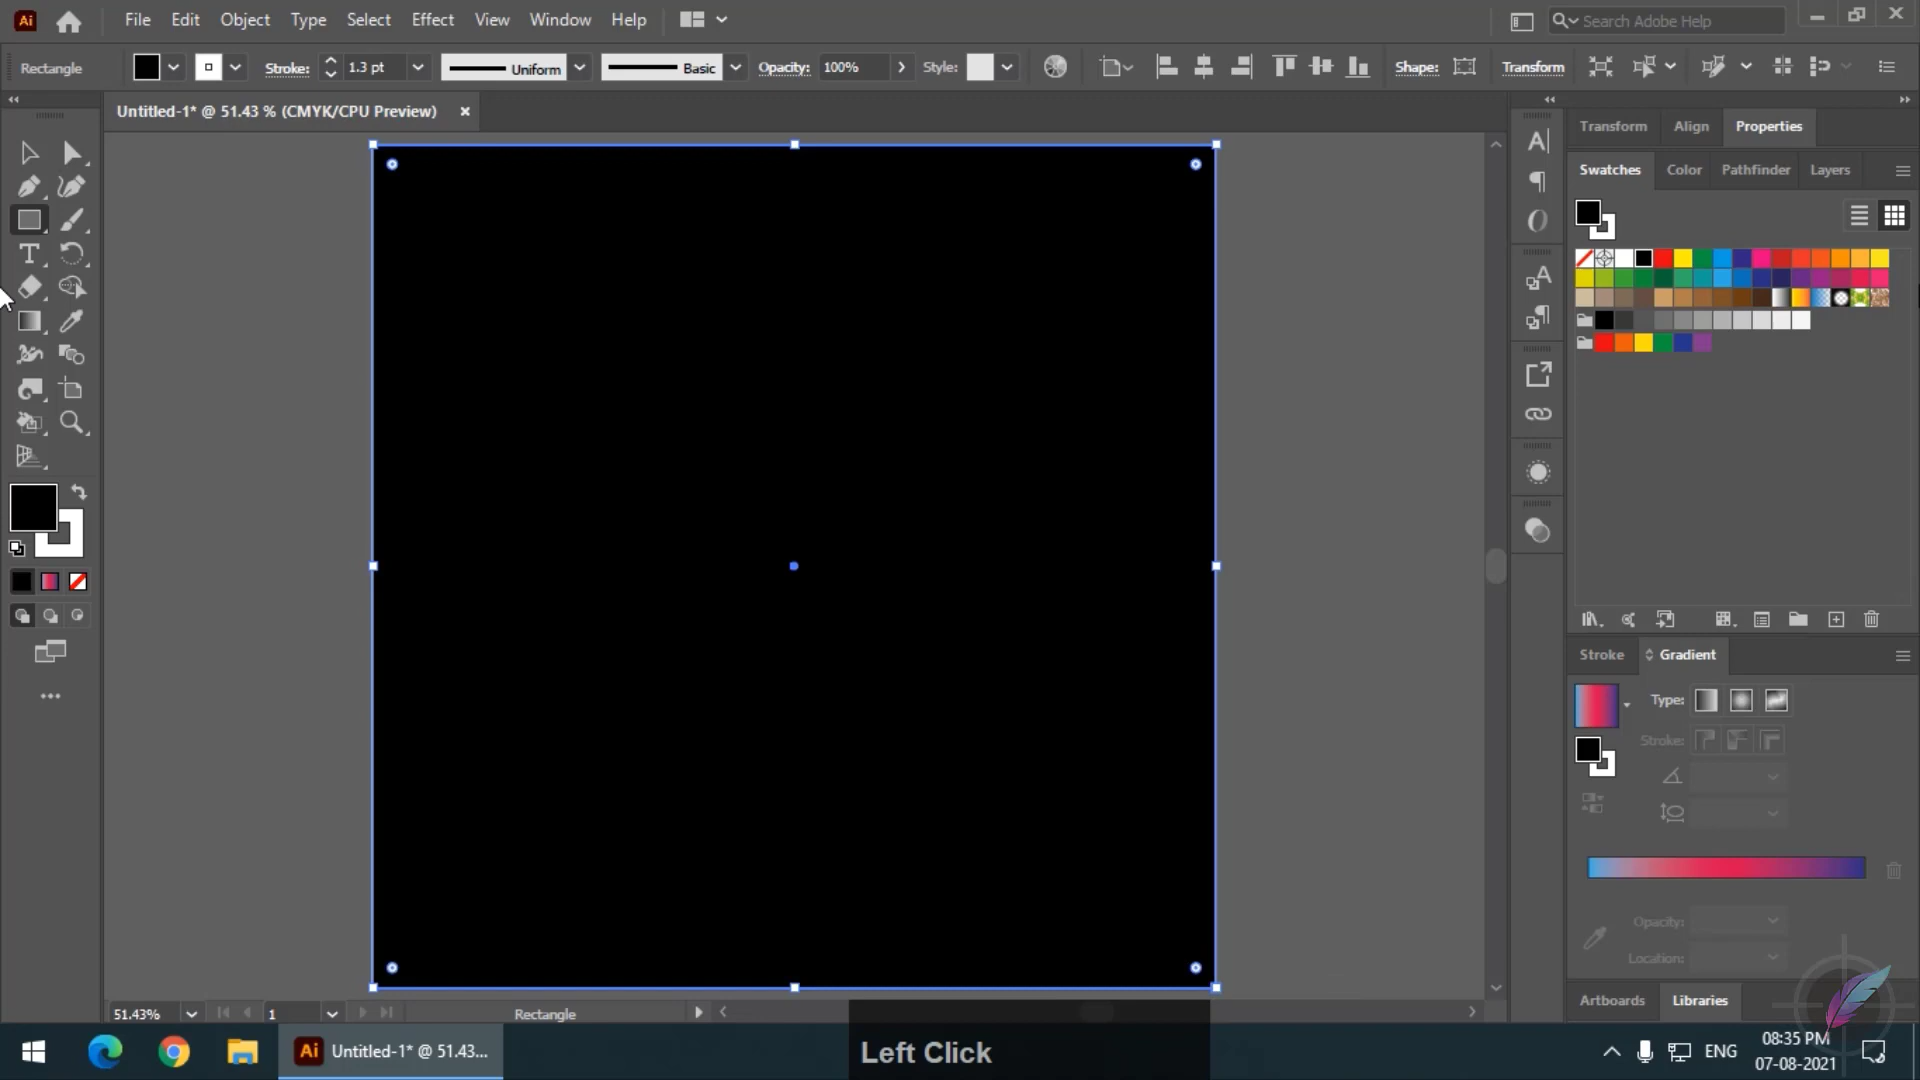 Ai File Edit Object Type Select Effect View Window Help Search Adobe Help
Rectangle Stroke: 1.3 pt Uniform Basic Opacity: 100% Style: Shape: Transform
Untitled-1* @ 51.43 % (CMYK/CPU Preview)
Transform Align Properties
Swatches Color Pathfinder Layers
Stroke Gradient
Type:
Stroke:
Opacity:
Location:
Artboards Libraries
51.43% 1 Rectangle
Left Click
Ai Untitled-1* @ 51.43...
ENG
08:35 PM
07-08-2021